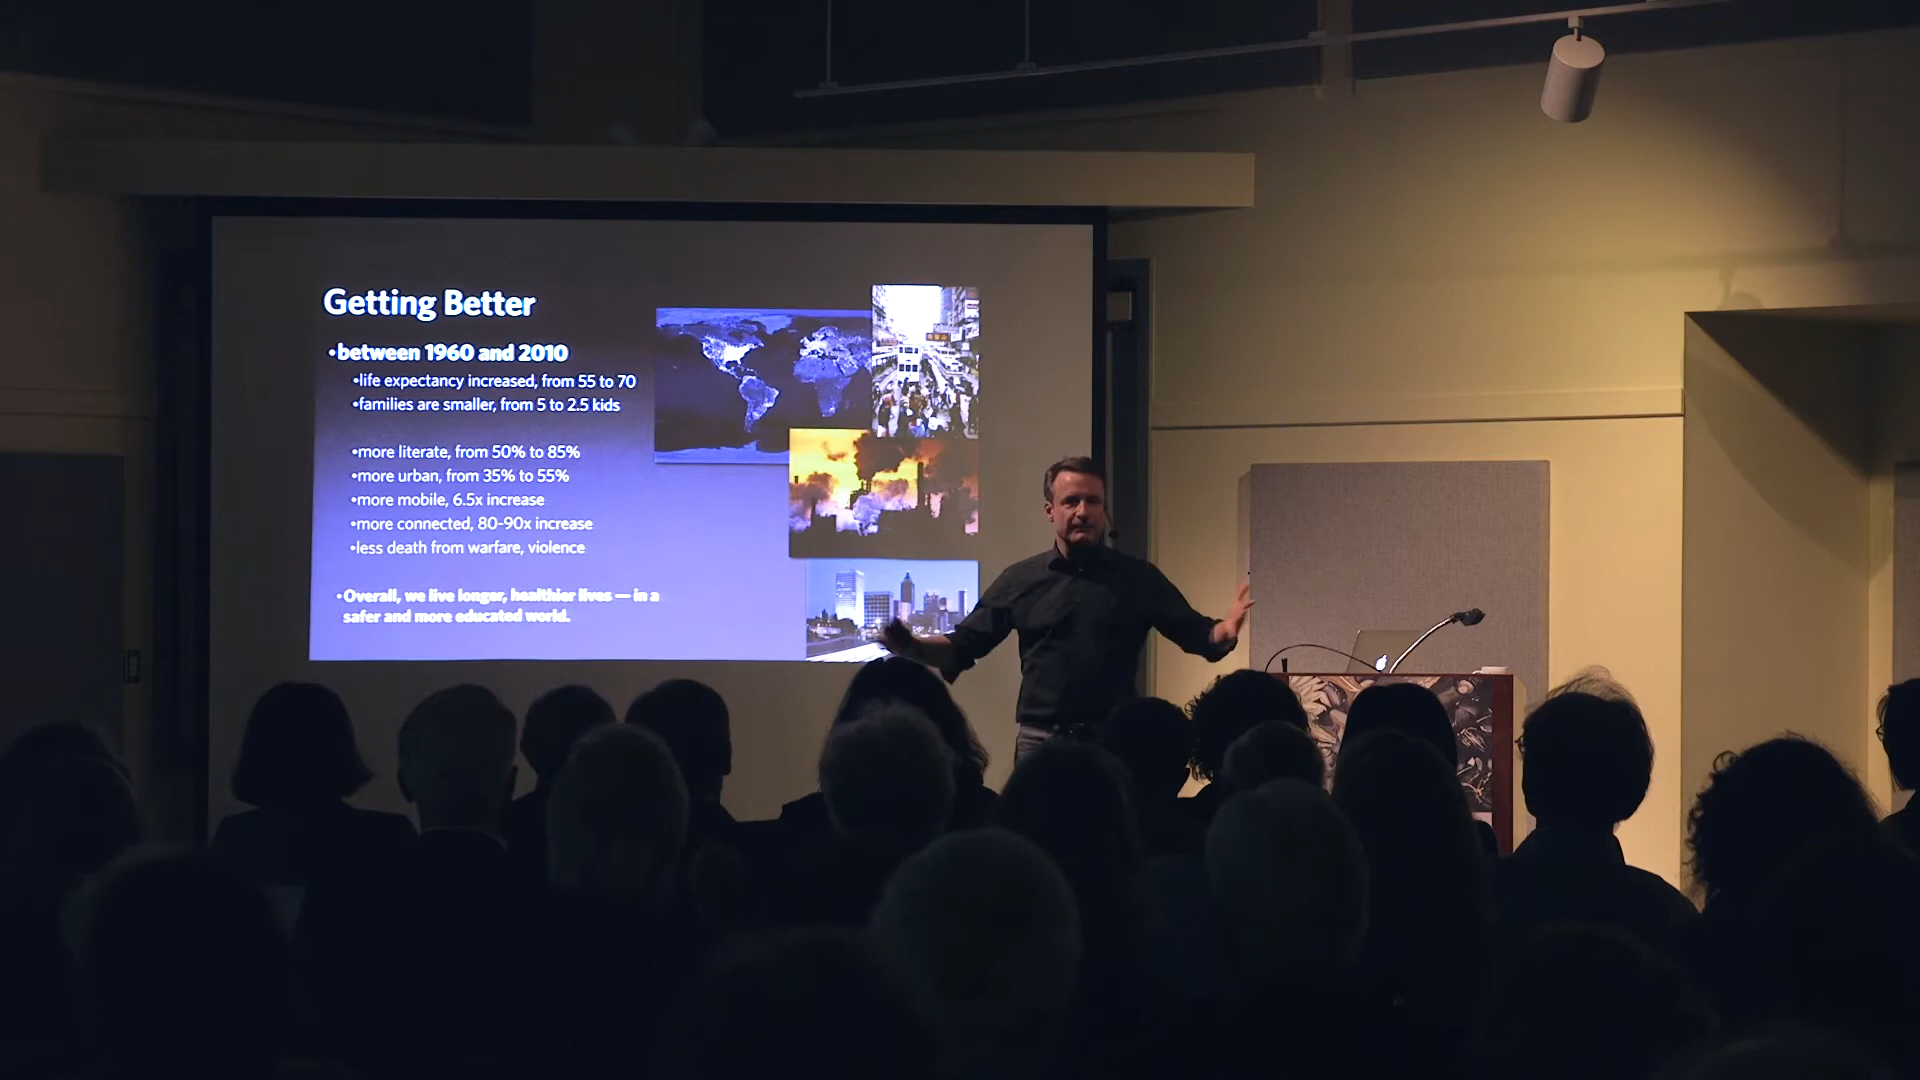 Getting Better
•between 1960 and 2010
•life expectancy increased, from 55 to 70
•families are smaller, from 5 to 2.5 kids
•more literate, from 50% to 85%
•more urban, from 35% to 55%
•more mobile, 6.5x increase
•more connected, 80-90x increase
•less death from warfare, violence
•Overall, we live longer, healthier lives — in a
safer and more educated world.